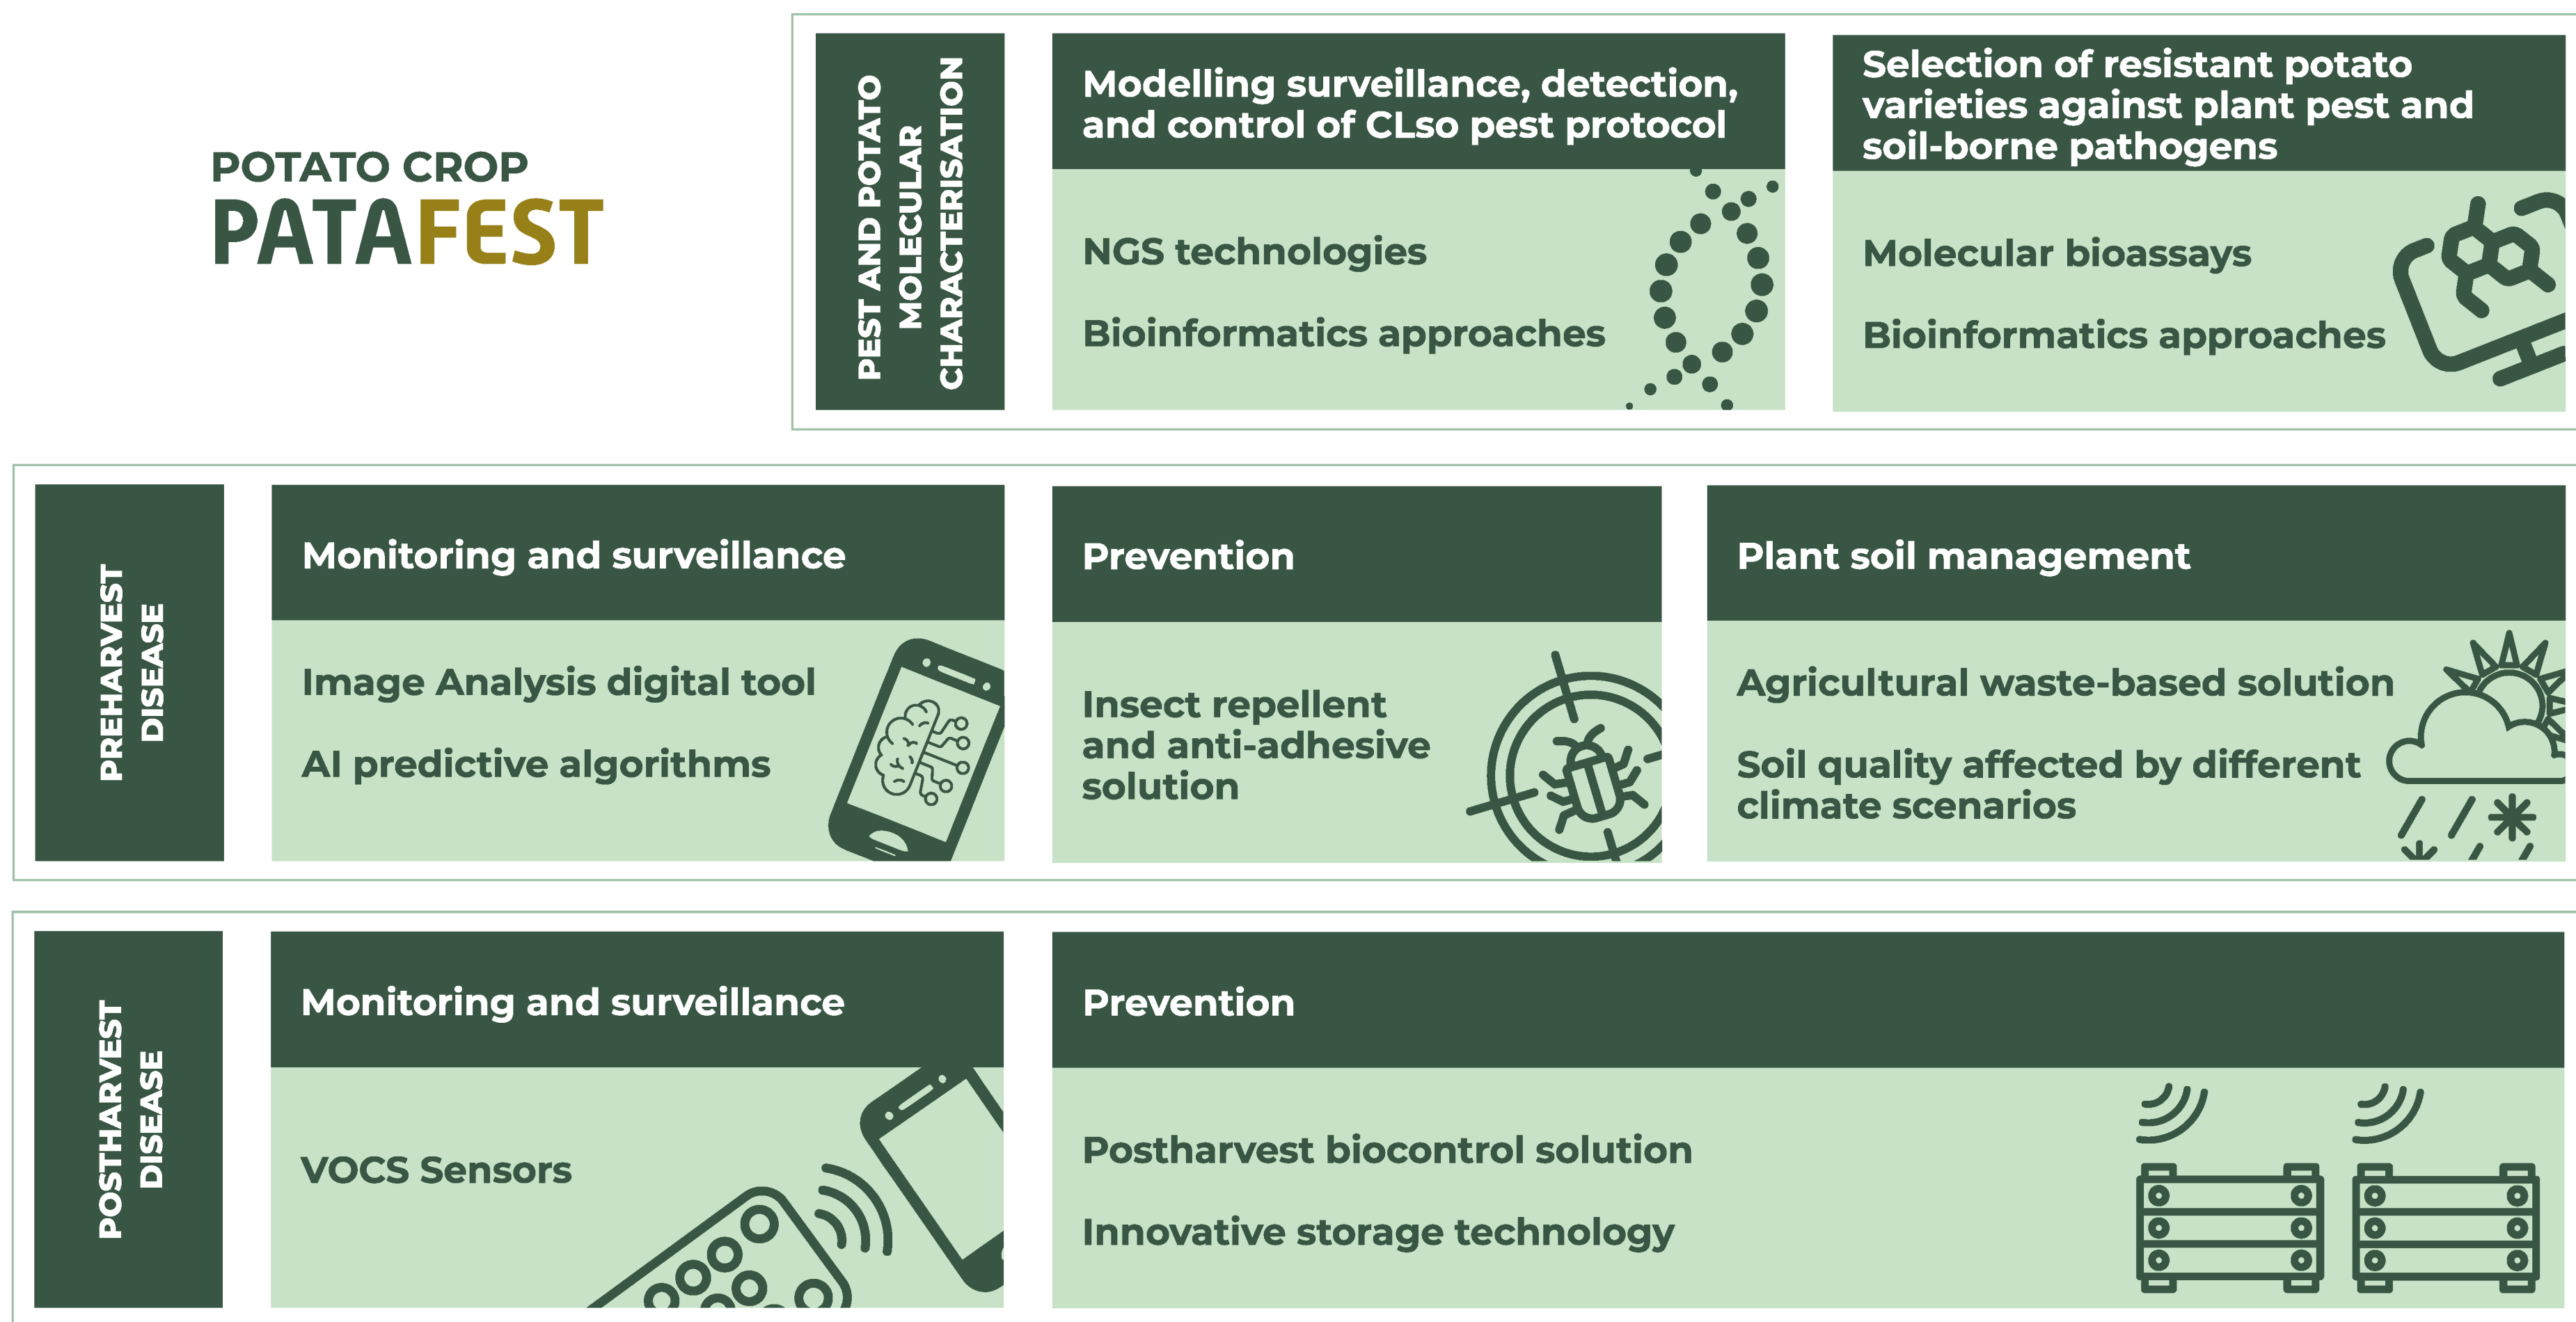 POTATO CROP
PATAFEST
PEST AND POTATO
MOLECULAR
CHARACTERISATION
Modelling surveillance, detection,
and control of CLso pest protocol
NGS technologies
Bioinformatics approaches
Selection of resistant potato
varieties against plant pest and
soil-borne pathogens
Molecular bioassays
Bioinformatics approaches
PREHARVEST
DISEASE
Monitoring and surveillance
Image Analysis digital tool
AI predictive algorithms
Prevention
Insect repellent
and anti-adhesive
solution
Plant soil management
Agricultural waste-based solution
Soil quality affected by different
climate scenarios
POSTHARVEST
DISEASE
Monitoring and surveillance
VOCS Sensors
Prevention
Postharvest biocontrol solution
Innovative storage technology